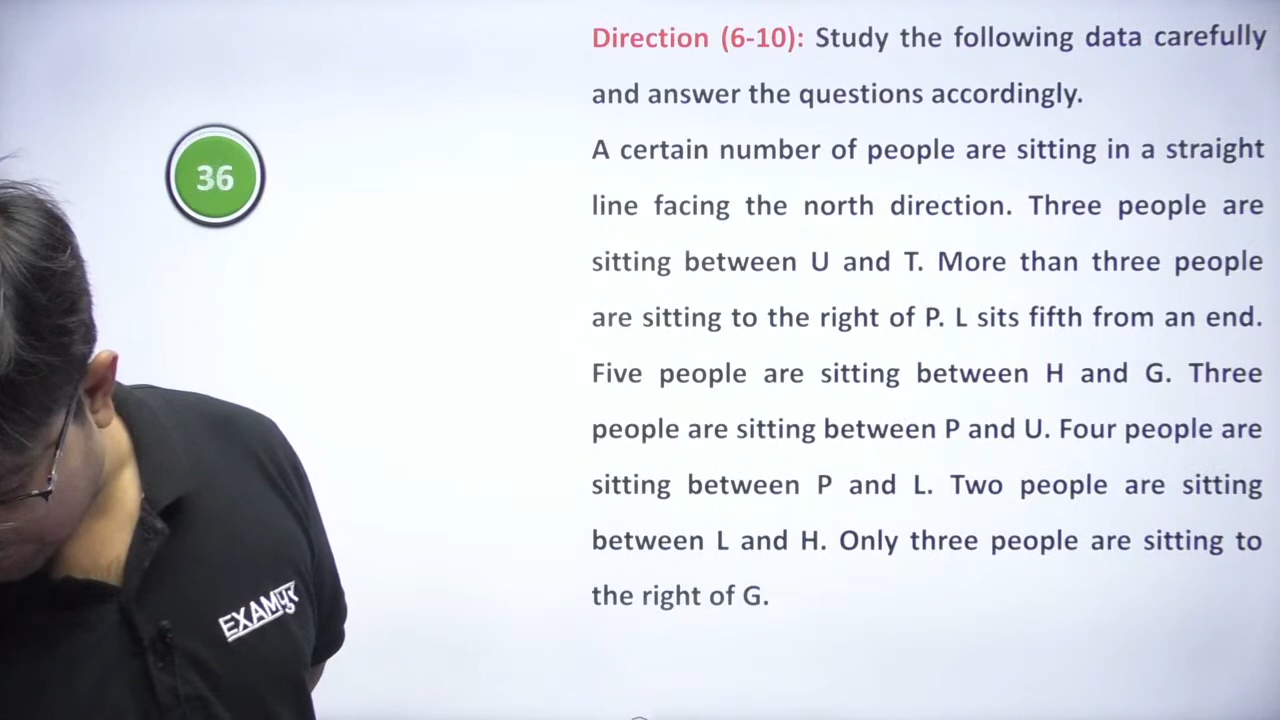 Direction (6-10): Study the following data carefully
and answer the questions accordingly.
A certain number of people are sitting in a straight
line facing the north direction. Three people are
sitting between U and T. More than three people
are sitting to the right of P. L sits fifth from an end.
Five people are sitting between H and G. Three
people are sitting between P and U. Four people are
sitting between P and L. Two people are sitting
between L and H. Only three people are sitting to
the right of G.
36
EXAMपुर